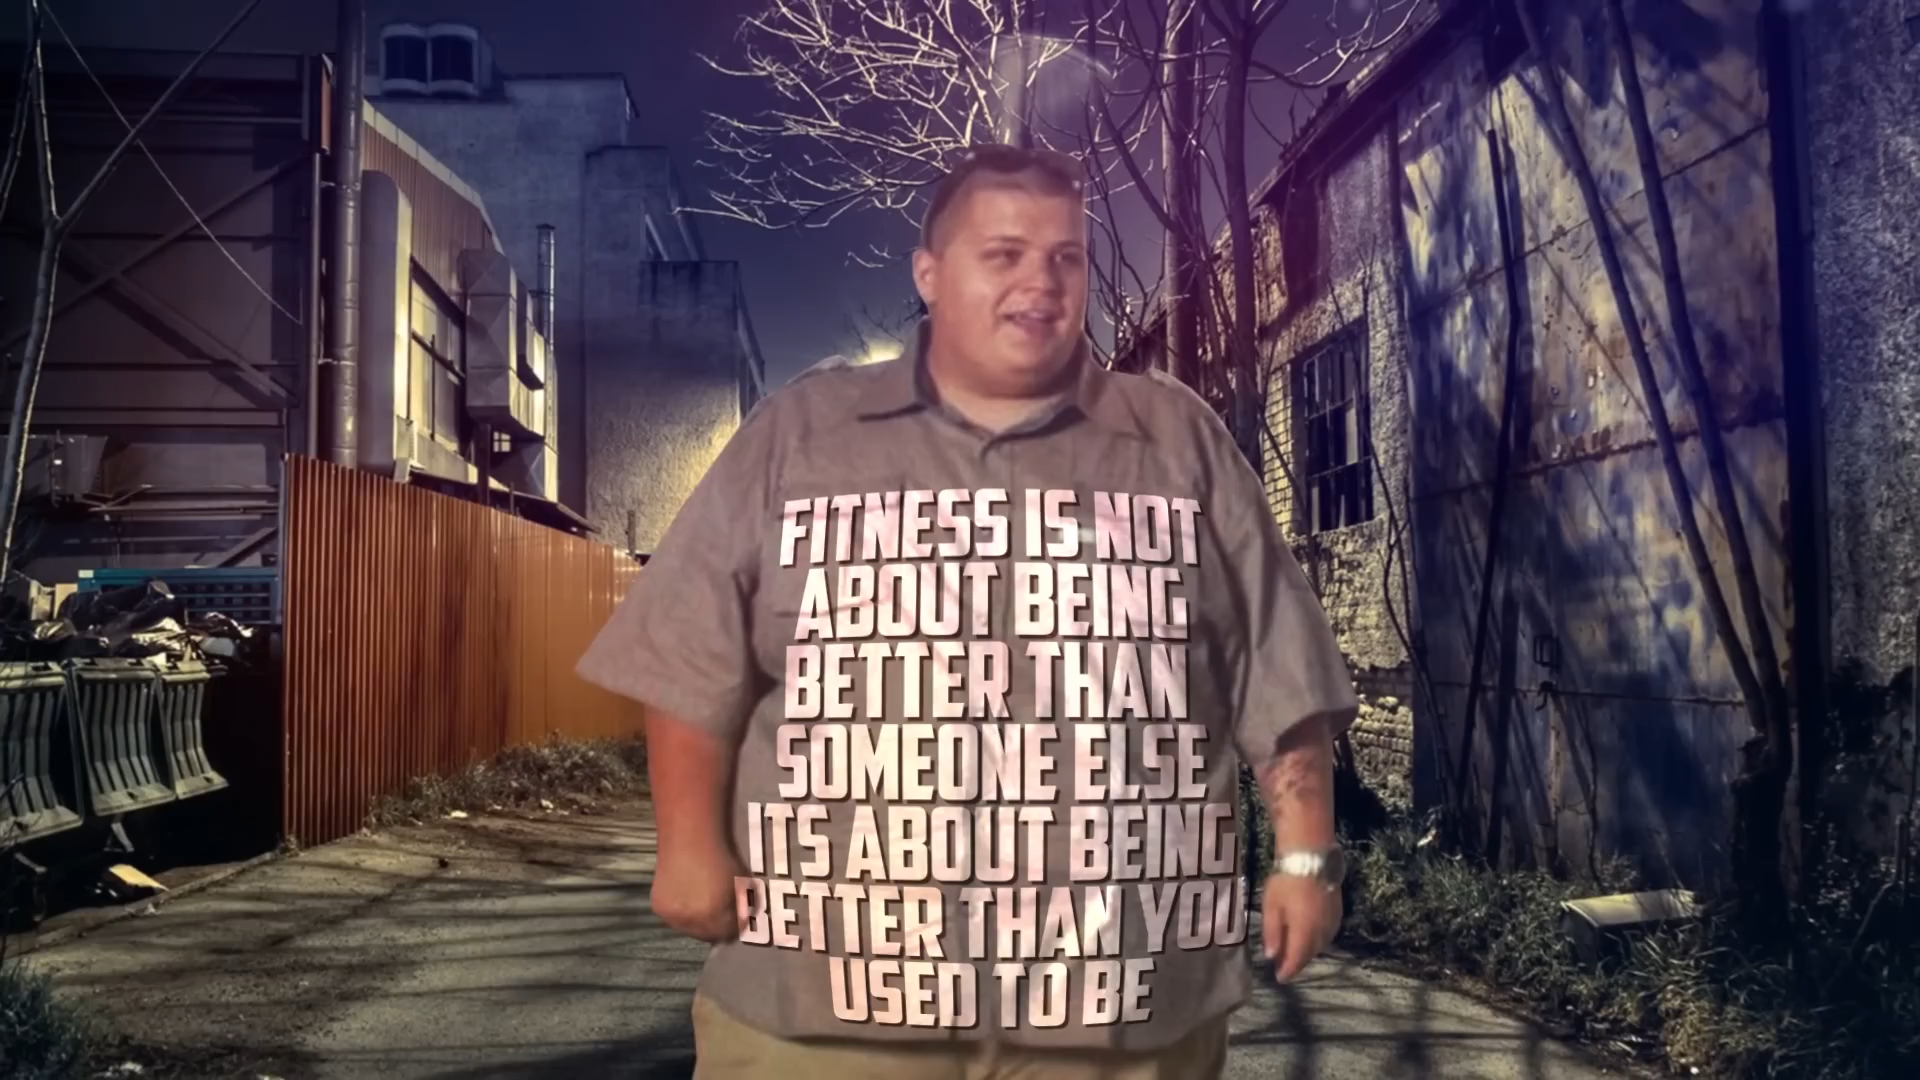 FITNESS IS NOT
ABOUT BEING
BETTER THAN
SOMEONE ELSE
ITS ABOUT BEING
BETTER THAN YOU
USED TO BE